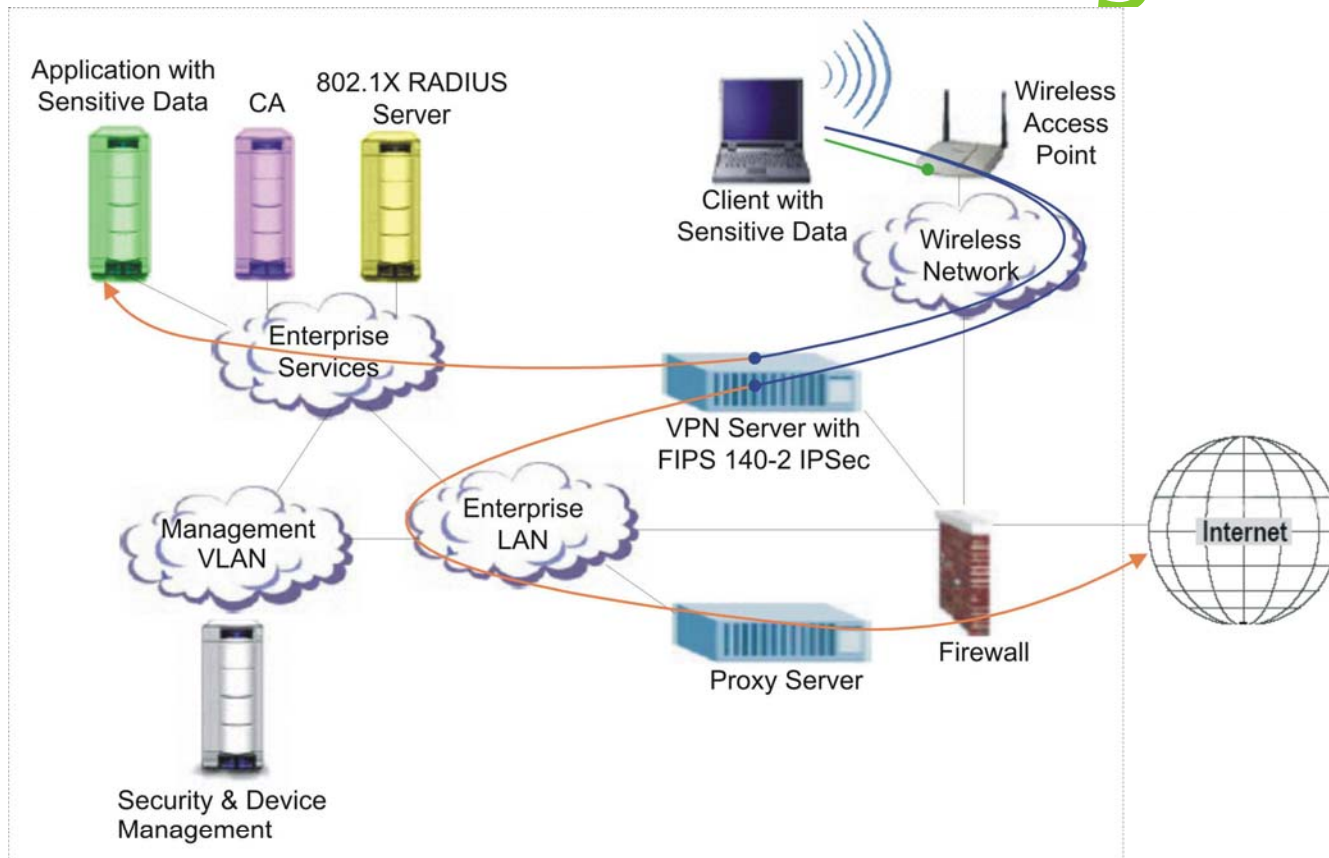 Application with
Sensitive Data
CA
802.1X RADIUS
Server
Wireless
Access
Point
Client with
Sensitive Data
Wireless
Network
Enterprise
Services
VPN Server with
FIPS 140-2 IPSec
Management
VLAN
Enterprise
LAN
Internet
Firewall
Proxy Server
Security & Device
Management